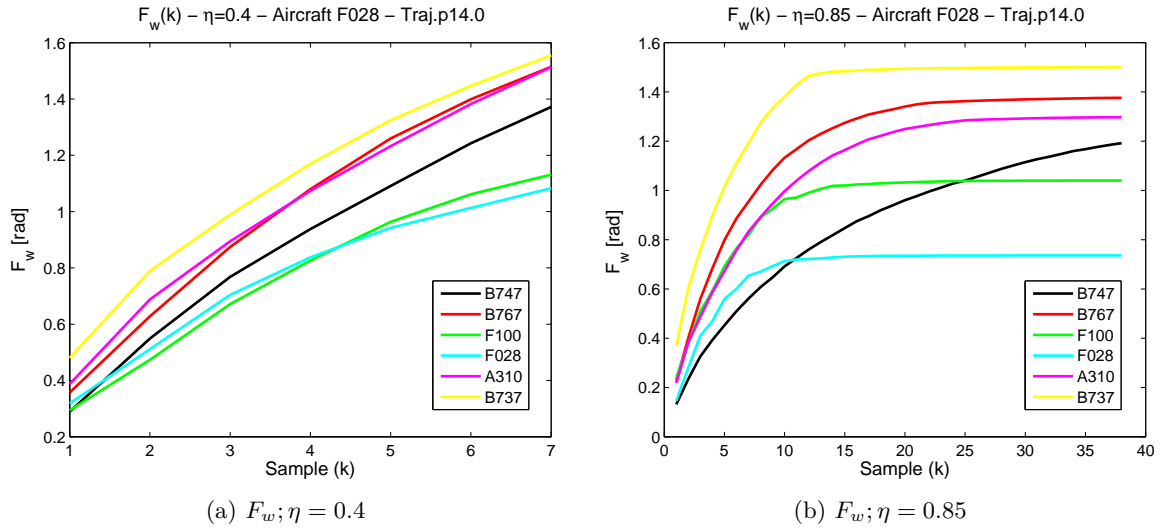 F_w(k) − η=0.4 − Aircraft F028 − Traj.p14.0
1.6
1.4
1.2
1
0.8
0.6
0.4
0.2
F_w [rad]
1 2 3 4 5 6 7
Sample (k)
B747
B767
F100
F028
A310
B737
(a) F_w; η = 0.4
F_w(k) − η=0.85 − Aircraft F028 − Traj.p14.0
1.6
1.4
1.2
1
0.8
0.6
0.4
0.2
0
F_w [rad]
0 5 10 15 20 25 30 35 40
Sample (k)
B747
B767
F100
F028
A310
B737
(b) F_w; η = 0.85